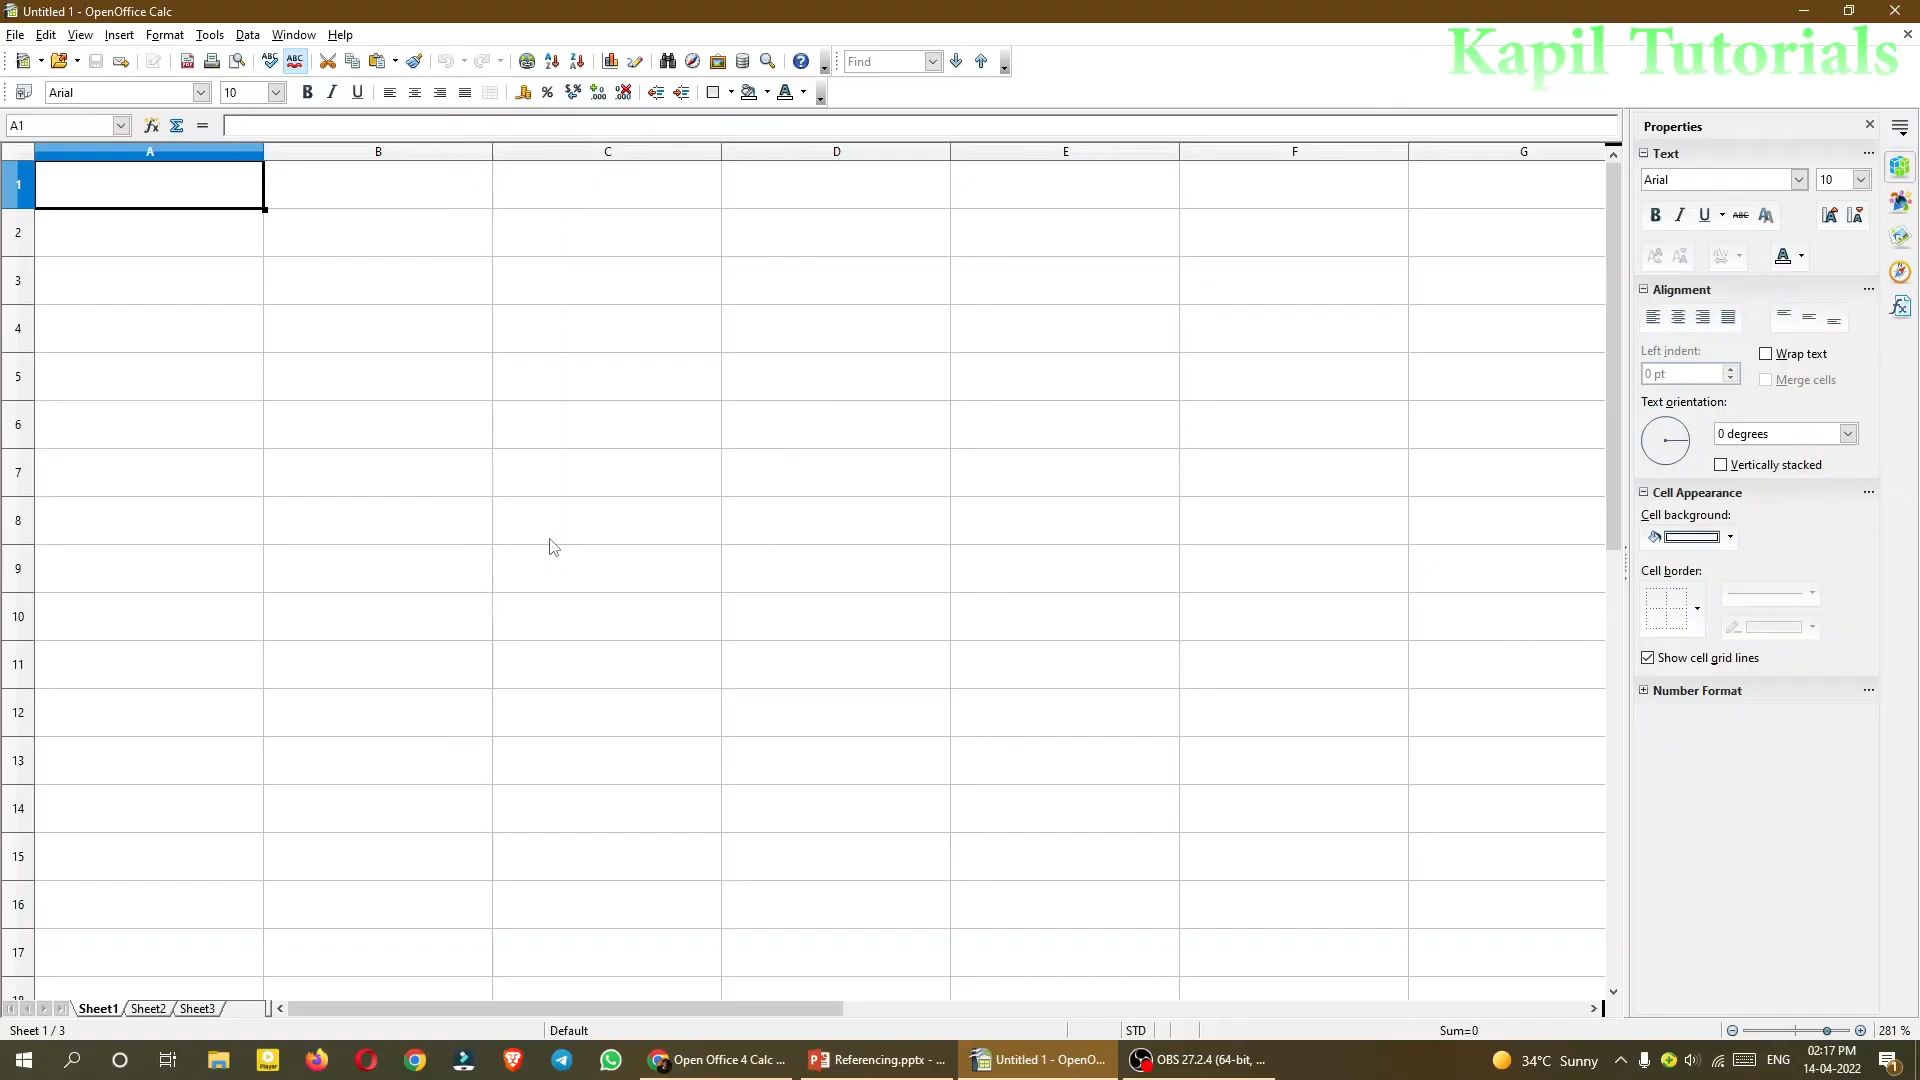 Untitled 1 - OpenOffice Calc
File Edit View Insert Format Tools Data Window Help
Kapil Tutorials
Find
Arial 10
A1
Properties
A B C D E F G
Text
Arial 10
Alignment
Left indent:
Wrap text
0 pt
Merge cells
Text orientation:
0 degrees
Vertically stacked
Cell Appearance
Cell background:
Cell border:
Show cell grid lines
Number Format
1
2
3
4
5
6
7
8
9
10
11
12
13
14
15
16
17
18
Sheet1 Sheet2 Sheet3
Sheet 1 / 3 Default STD Sum=0 281 %
Open Office 4 Calc ... Referencing.pptx - ... Untitled 1 - OpenO... OBS 27.2.4 (64-bit, ... 34°C Sunny ENG 02:17 PM
14-04-2022